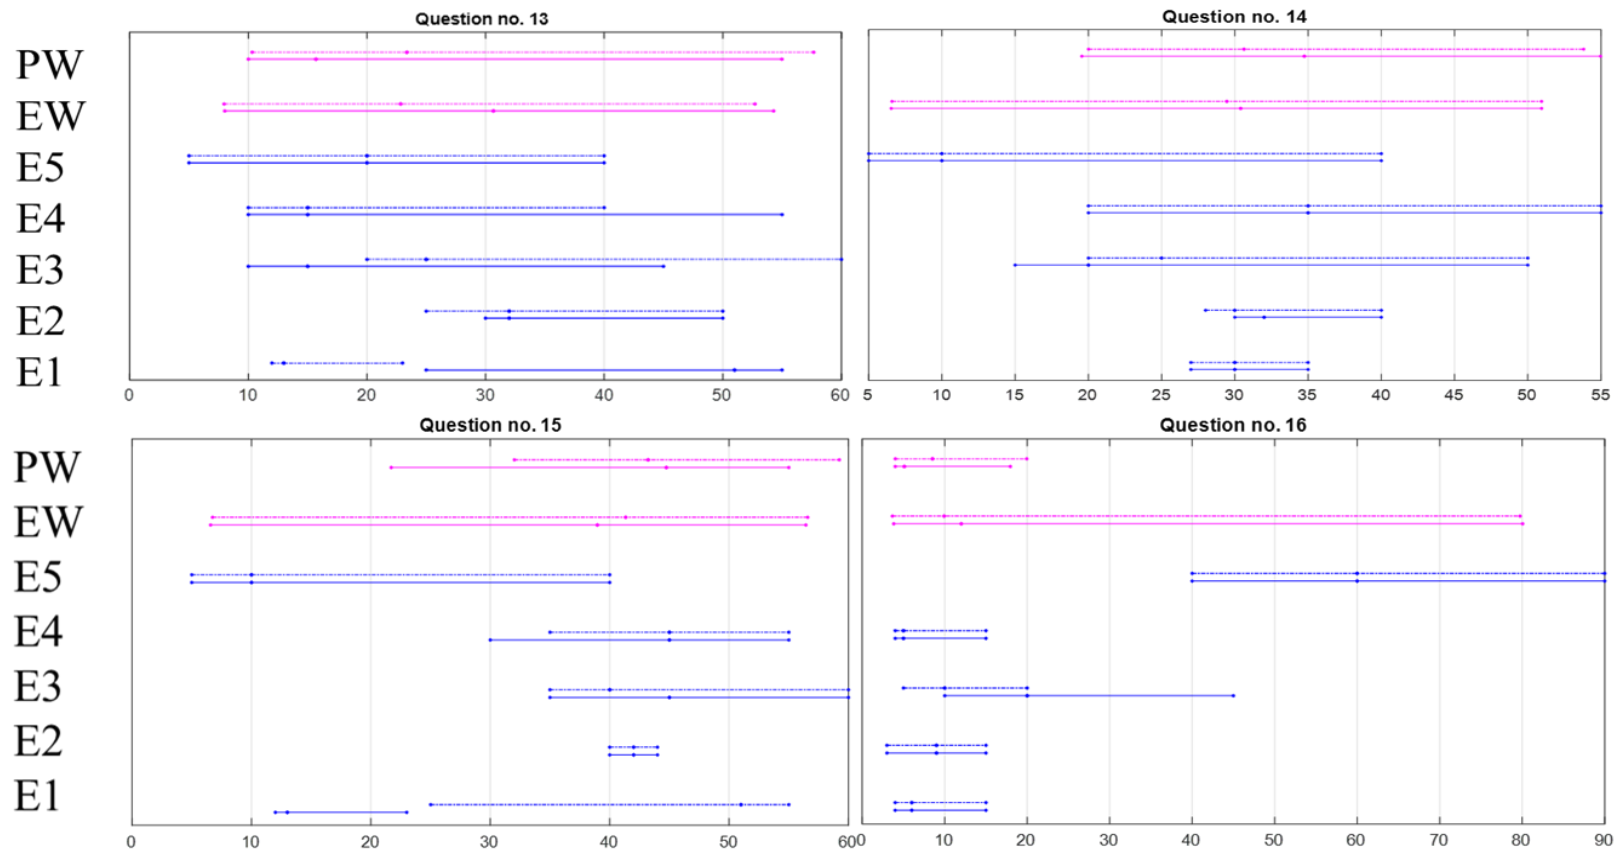 Question no. 13
Question no. 14
PW
EW
E5
E4
E3
E2
E1
0 10 20 30 40 50 60
5 10 15 20 25 30 35 40 45 50 55
Question no. 15
Question no. 16
PW
EW
E5
E4
E3
E2
E1
0 10 20 30 40 50 60
0 10 20 30 40 50 60 70 80 90